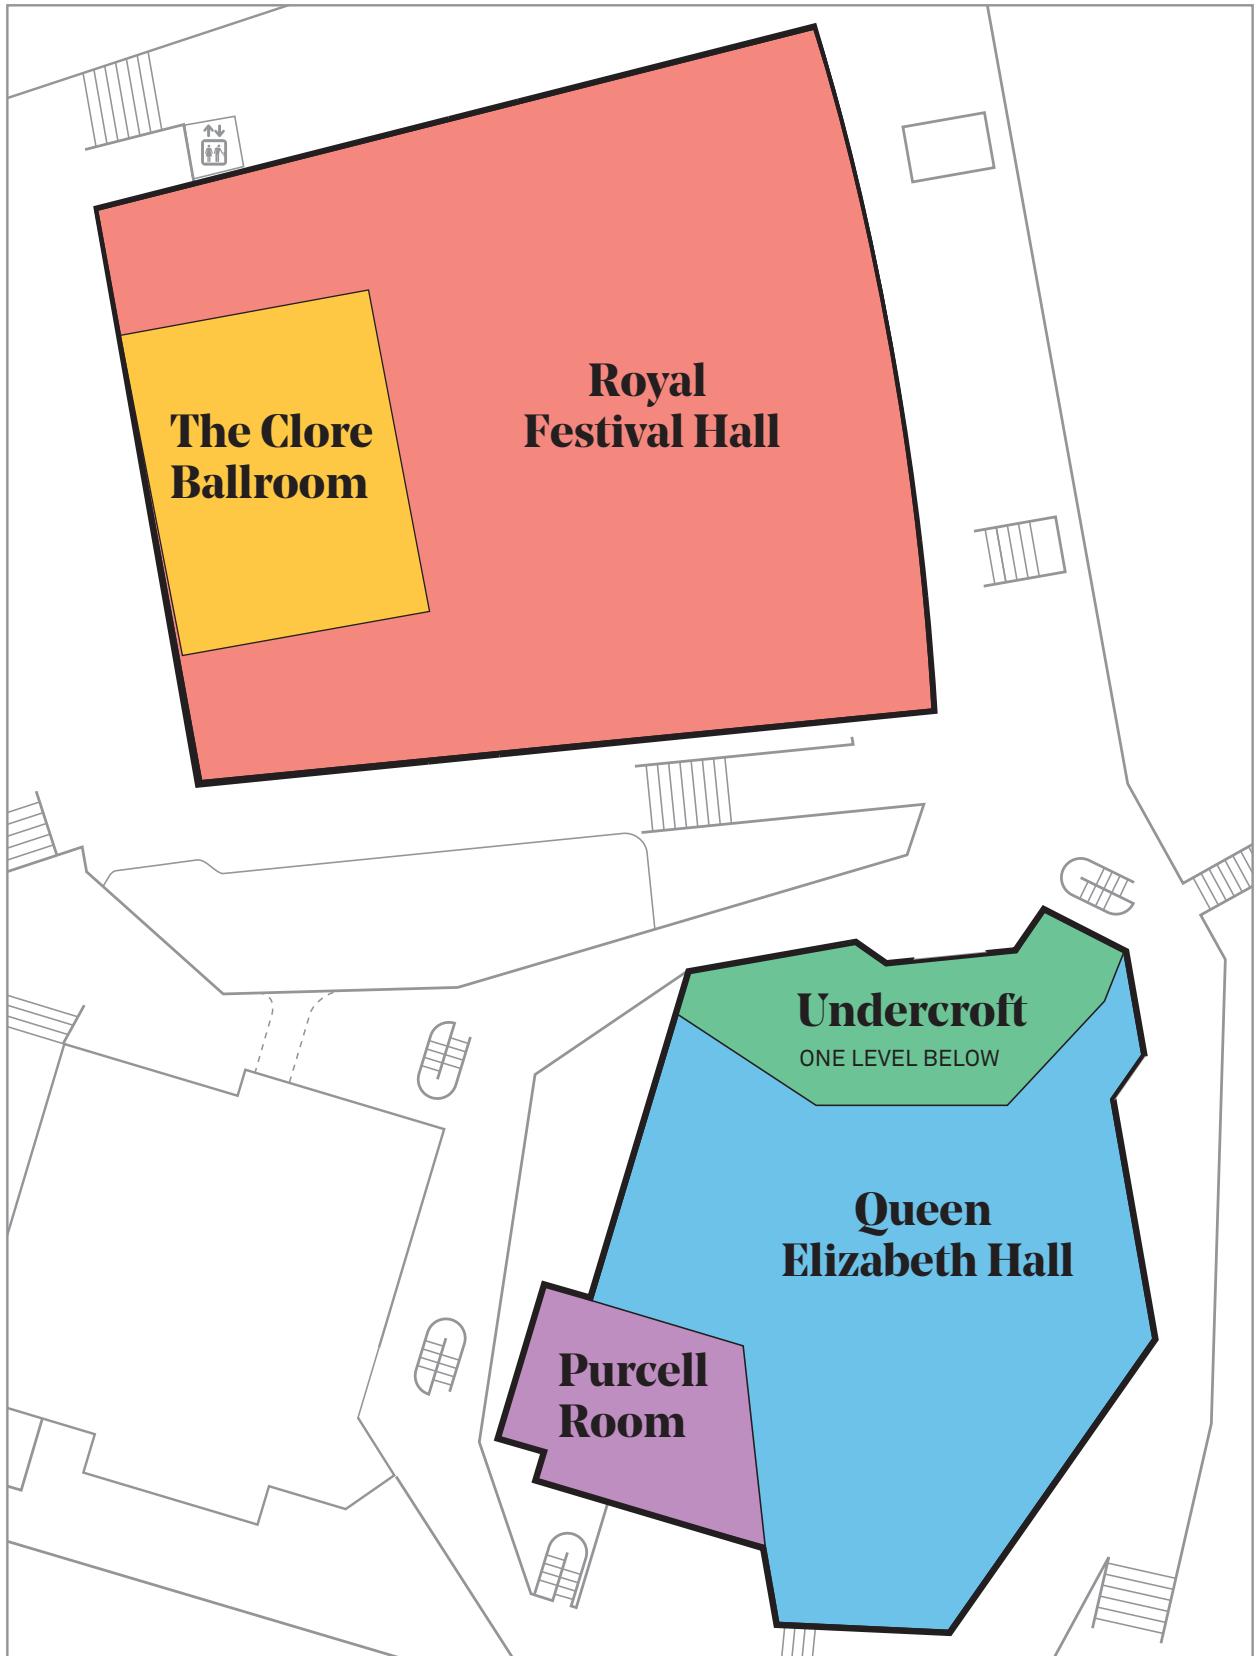 Royal
Festival Hall
The Clore
Ballroom
Undercroft
ONE LEVEL BELOW
Queen
Elizabeth Hall
Purcell
Room